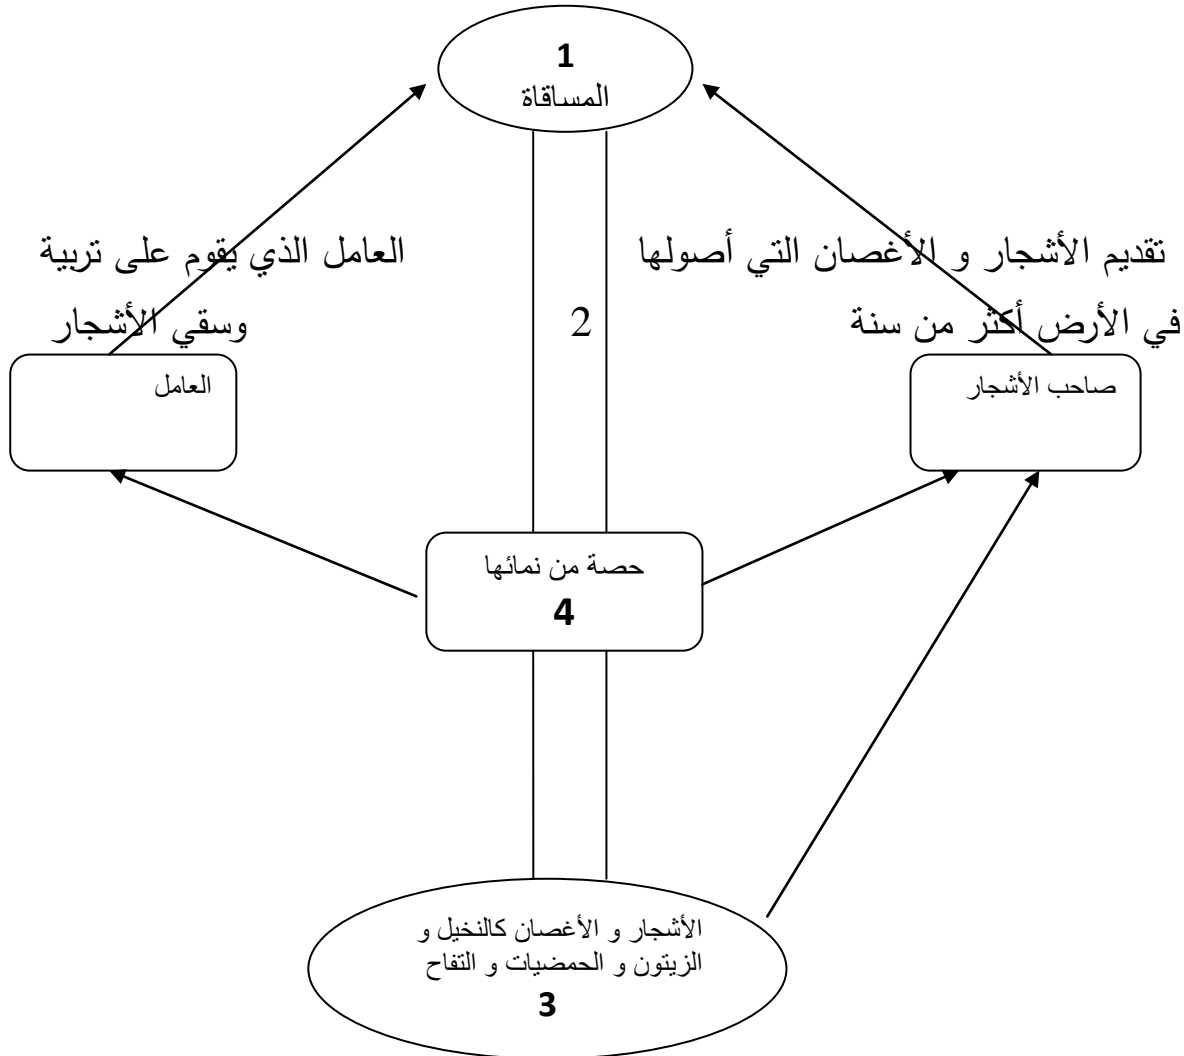 1
المساقاة
تقديم الأشجار و الأغصان التي أصولها
في الأرض أكثر من سنة
العامل الذي يقوم على تربية
وسقي الأشجار
2
صاحب الأشجار
العامل
حصة من نمائها
4
الأشجار و الأغصان كالنخيل و
الزيتون و الحمضيات و التفاح
3